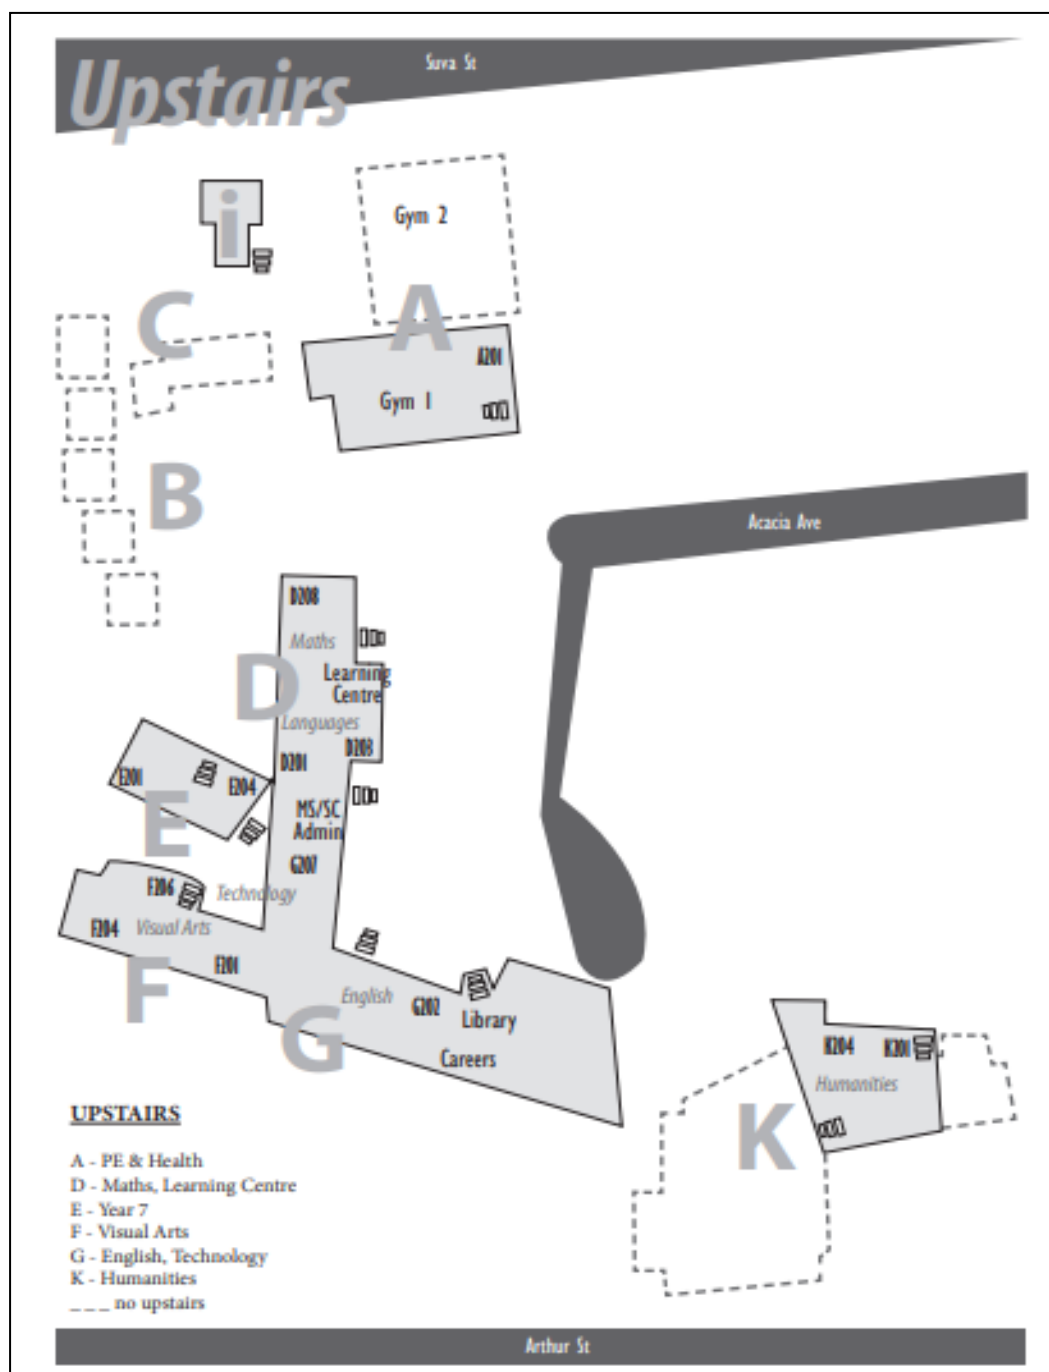 Suva St
Upstairs
i
Gym 2
C
A
A201
Gym 1
B
Acacia Ave
D208
Maths
D
Learning
Centre
Languages
D203
D201
E201
E204
MS/SC
Admin
E
G207
F206
Technology
F204
Visual Arts
F201
F
English
G202
G
Library
Careers
K204
K201
Humanities
K
UPSTAIRS
A - PE & Health
D - Maths, Learning Centre
E - Year 7
F - Visual Arts
G - English, Technology
K - Humanities
_ _ _ no upstairs
Arthur St